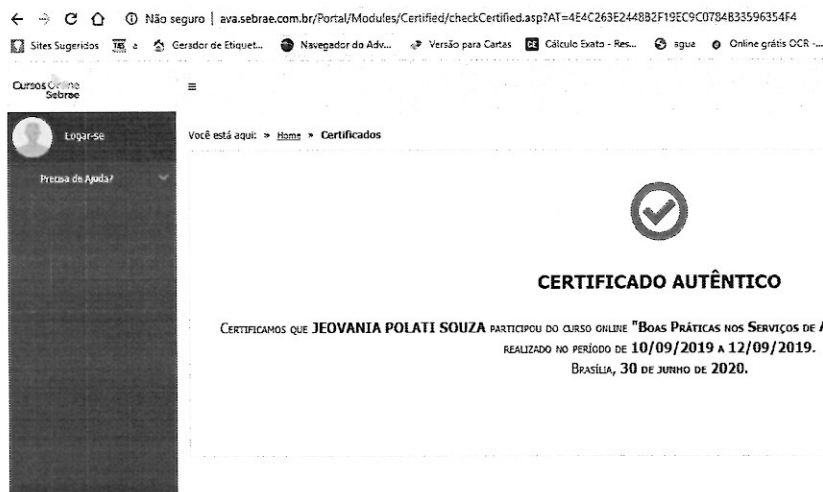 Não seguro | ava.sebrae.com.br/Portal/Modules/Certified/checkCertified.asp?AT=4E4C263E2448B2F19EC9C0784B33596354F4
Sites Sugeridos TJES a Gerador de Etiquet... Navegador do Adv... Versão para Cartas CE Cálculo Exato - Res... agua Online grátis OCR -...
Cursos Online
Sebrae
Logar-se
Você está aqui: » Home » Certificados
Precisa de Ajuda?
CERTIFICADO AUTÊNTICO
CERTIFICAMOS QUE JEOVANIA POLATI SOUZA PARTICIPOU DO CURSO ONLINE "BOAS PRÁTICAS NOS SERVIÇOS DE
REALIZADO NO PERÍODO DE 10/09/2019 A 12/09/2019.
BRASÍLIA, 30 DE JUNHO DE 2020.